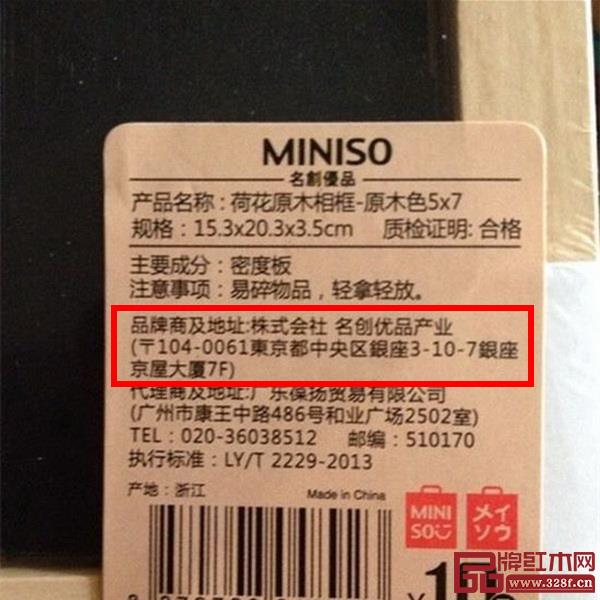 MINISO
名創優品
产品名称：荷花原木相框-原木色5x7
规格：15.3x20.3x3.5cm 质检证明: 合格
主要成分：密度板
注意事项：易碎物品，轻拿轻放。
品牌商及地址:株式会社 名创优品产业
(〒104-0061東京都中央区銀座3-10-7銀座
京屋大厦7F)
代理商及地址:广东葆扬贸易有限公司
(广州市康王中路486号和业广场2502室)
TEL：020-36038512 邮编：510170
执行标准：LY/T 2229-2013
产地：浙江 Made in China
MINI
SO
メイ
ソウ
品牌红木网
www.328f.cn